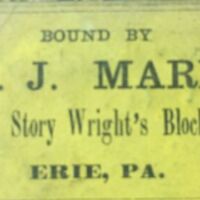 BOUND BY
. J. MAR
Story Wright's Bloc
ERIE, PA.